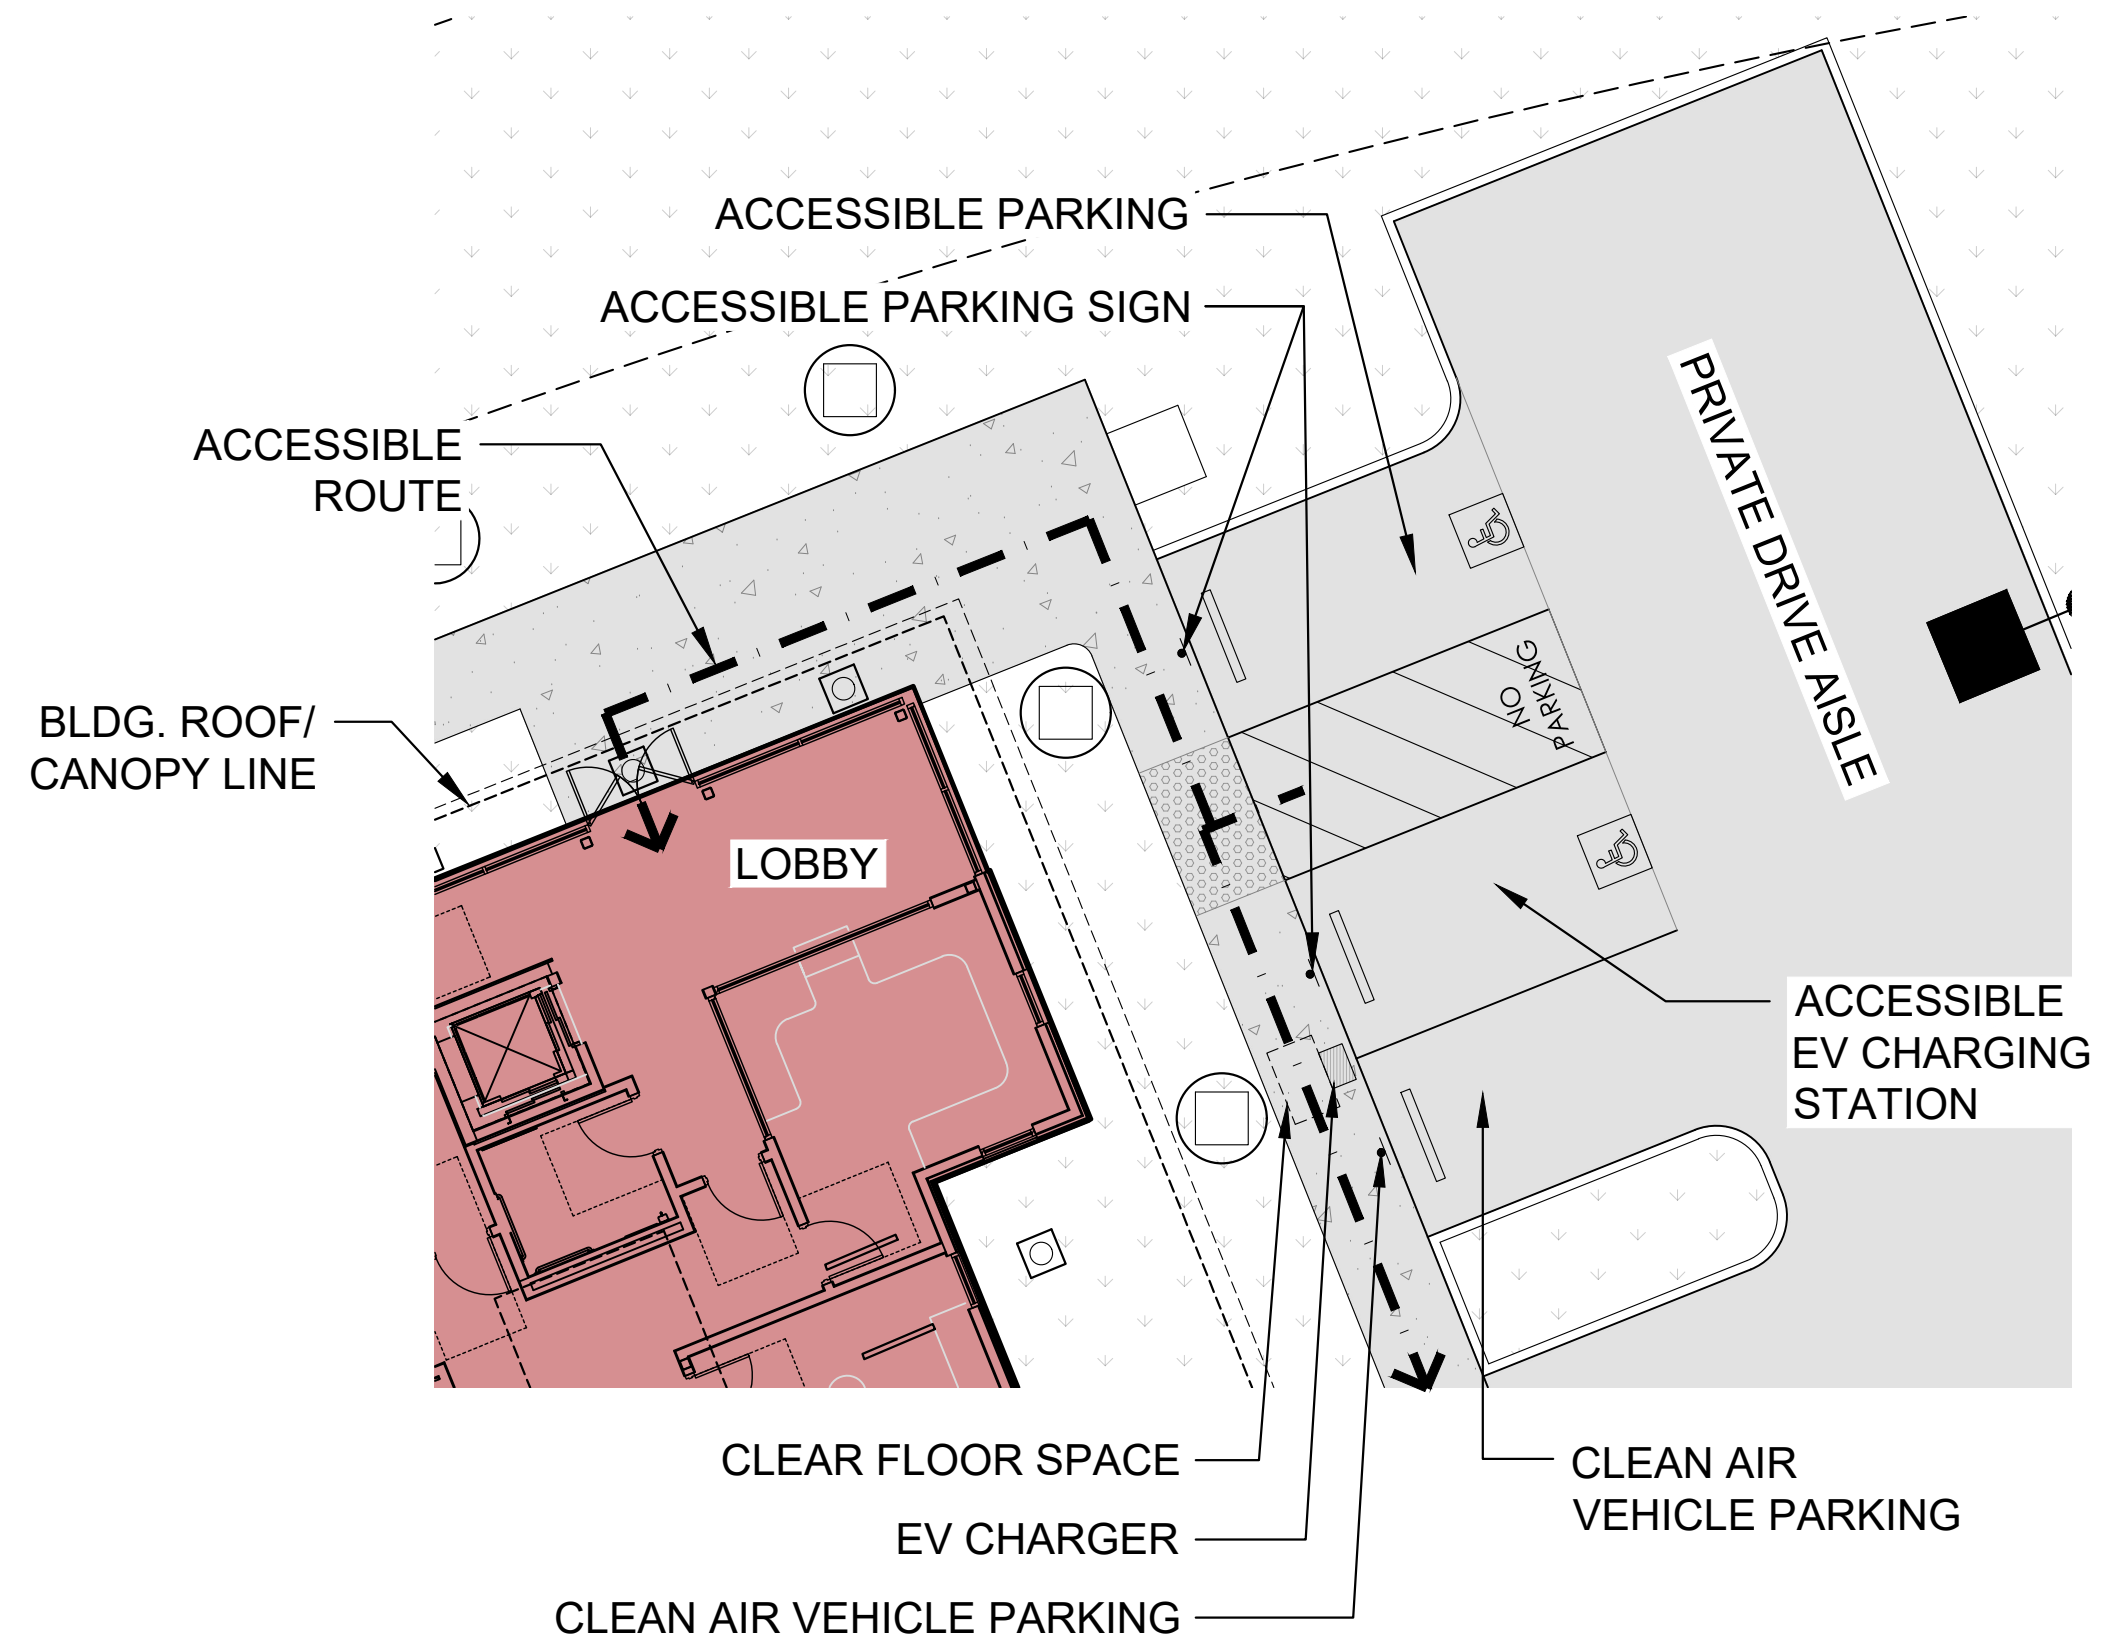 ACCESSIBLE PARKING
ACCESSIBLE PARKING SIGN
ACCESSIBLE
ROUTE
PRIVATE DRIVE AISLE
NO
PARKING
BLDG. ROOF/
CANOPY LINE
LOBBY
ACCESSIBLE
EV CHARGING
STATION
CLEAR FLOOR SPACE
EV CHARGER
CLEAN AIR VEHICLE PARKING
CLEAN AIR
VEHICLE PARKING